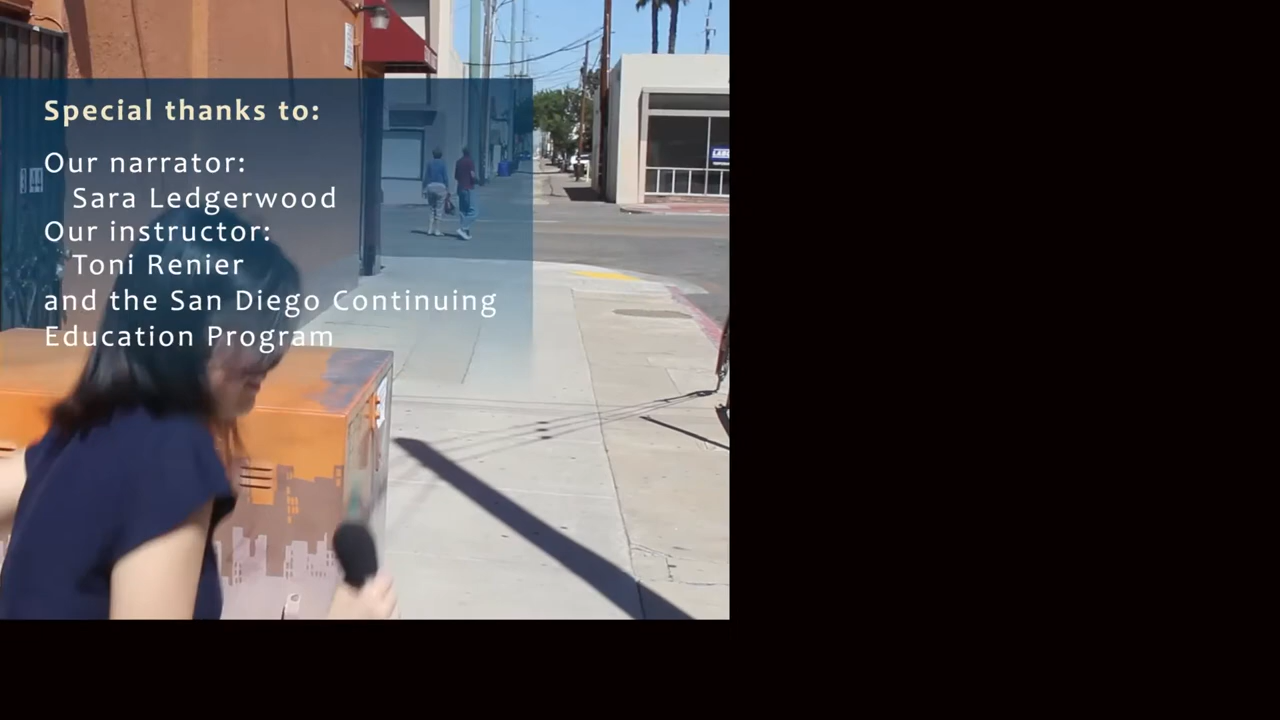 Special thanks to:
Our narrator:
Sara Ledgerwood
Our instructor:
Toni Renier
and the San Diego Continuing
Education Program